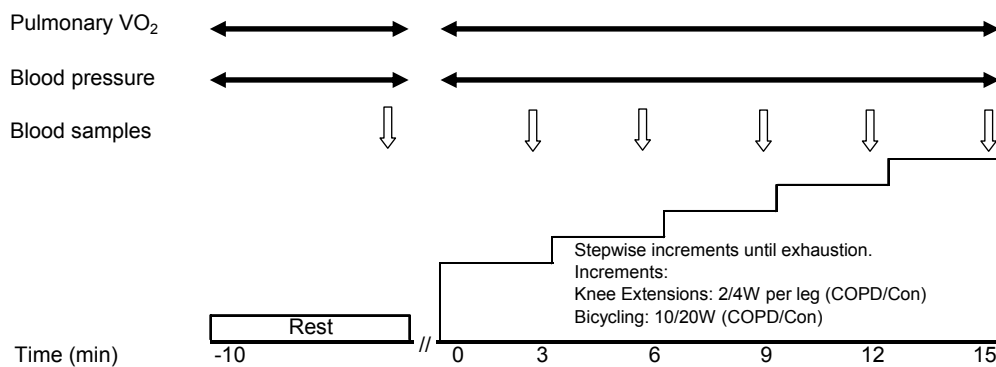 Pulmonary VO₂
Blood pressure
Blood samples
Stepwise increments until exhaustion.
Increments:
Knee Extensions: 2/4W per leg (COPD/Con)
Bicycling: 10/20W (COPD/Con)
Rest
Time (min) -10 // 0 3 6 9 12 15